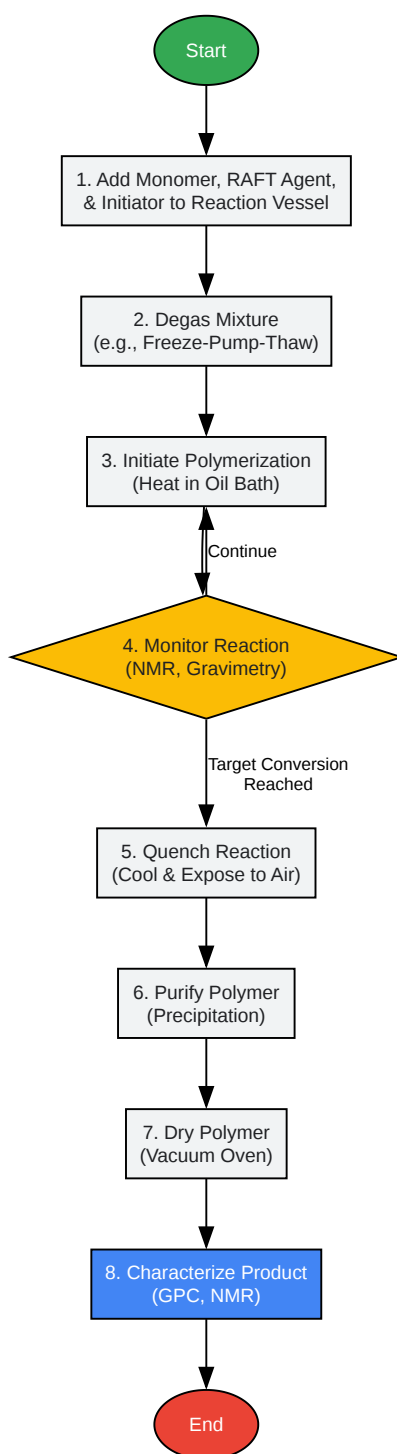 Start
1. Add Monomer, RAFT Agent,
& Initiator to Reaction Vessel
2. Degas Mixture
(e.g., Freeze-Pump-Thaw)
3. Initiate Polymerization
(Heat in Oil Bath)
Continue
4. Monitor Reaction
(NMR, Gravimetry)
Target Conversion
Reached
5. Quench Reaction
(Cool & Expose to Air)
6. Purify Polymer
(Precipitation)
7. Dry Polymer
(Vacuum Oven)
8. Characterize Product
(GPC, NMR)
End